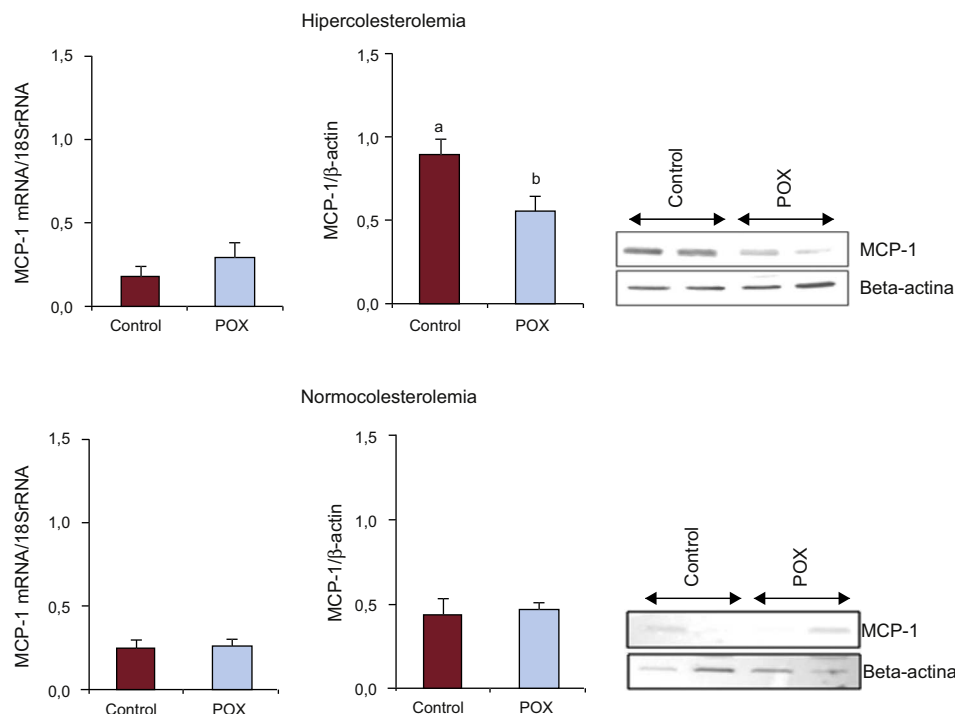 Hipercolesterolemia
MCP-1 mRNA/18SrRNA
1,5
1,0
0,5
0,0
Control
POX
MCP-1/β-actin
1,5
1,0
0,5
0,0
a
b
Control
POX
Control
POX
MCP-1
Beta-actina
Normocolesterolemia
MCP-1 mRNA/18SrRNA
1,5
1,0
0,5
0,0
Control
POX
MCP-1/β-actin
1,5
1,0
0,5
0,0
Control
POX
Control
POX
MCP-1
Beta-actina